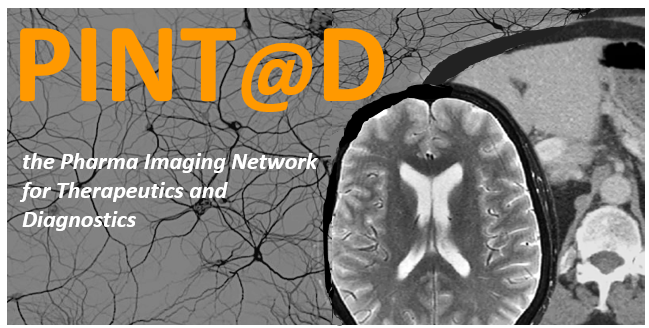 PINT@D
the Pharma Imaging Network
for Therapeutics and
Diagnostics